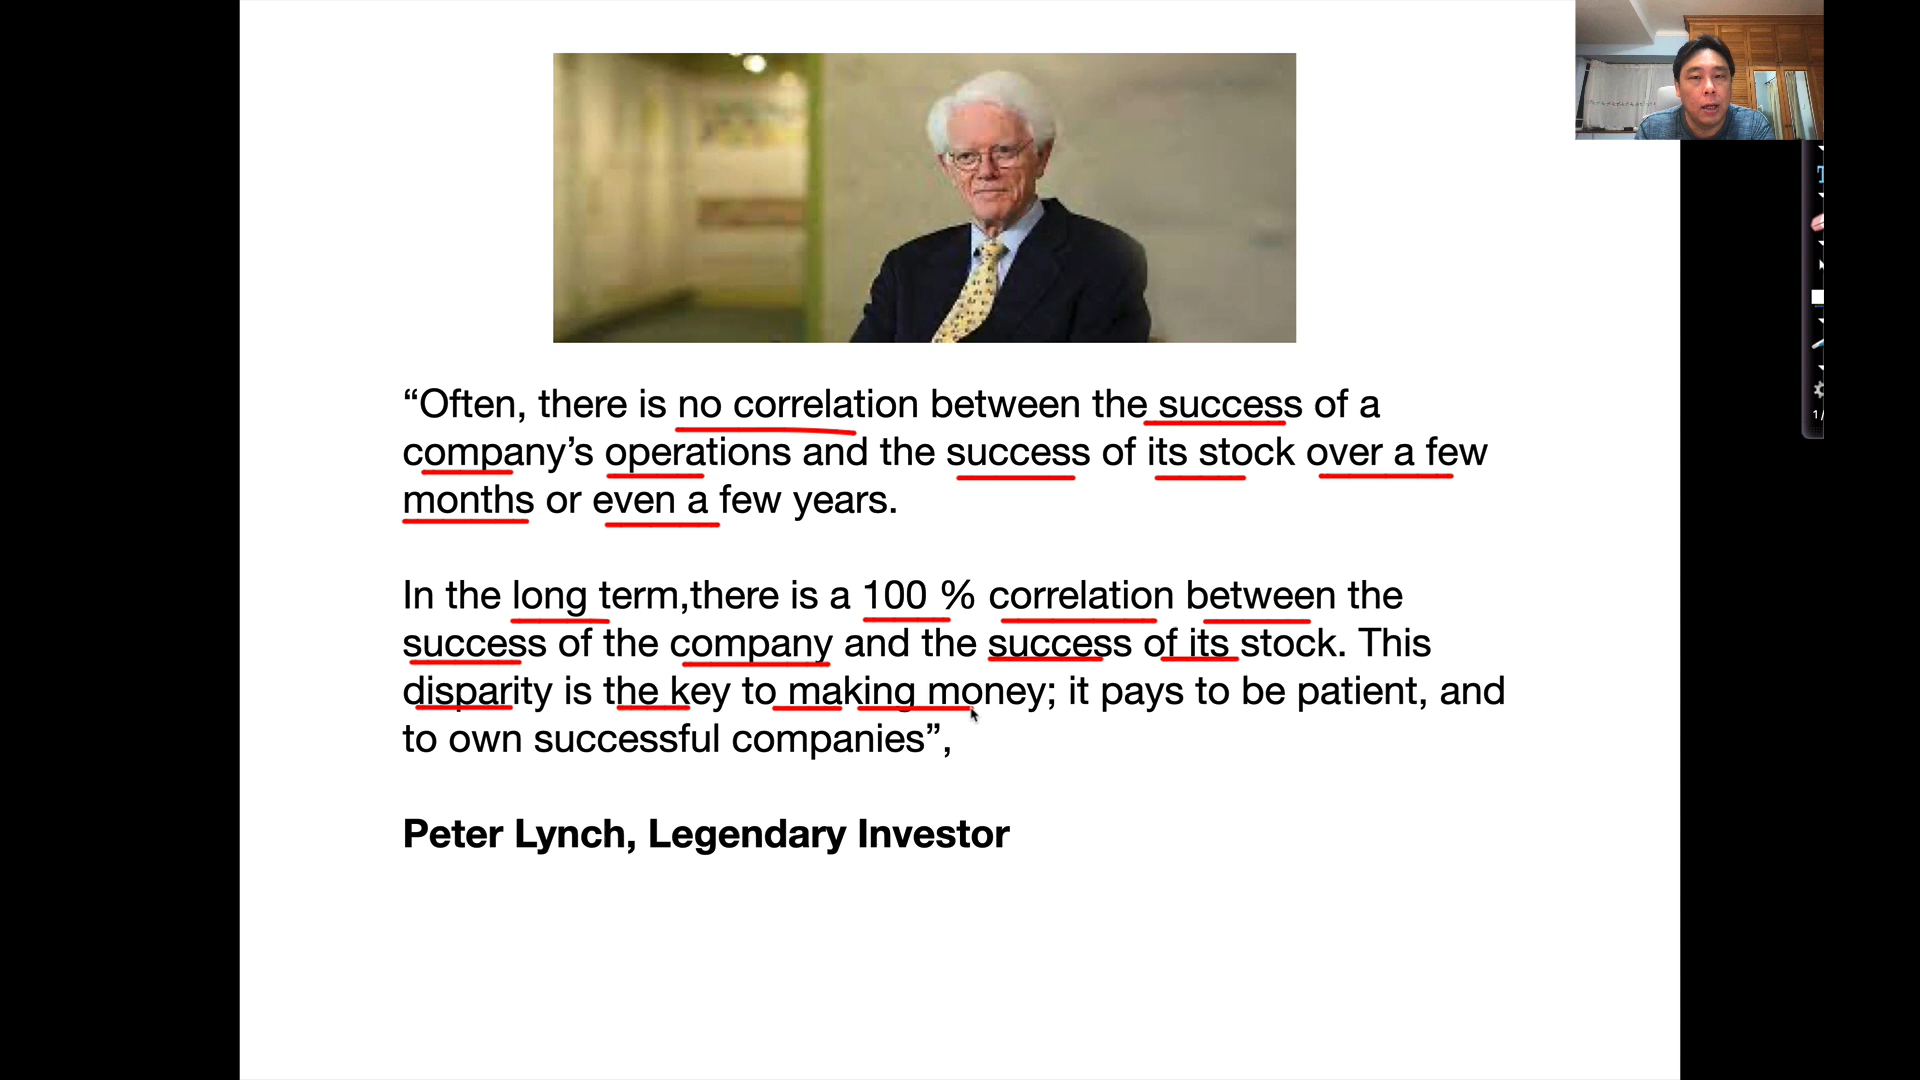 “Often, there is no correlation between the success of a
company’s operations and the success of its stock over a few
months or even a few years.
In the long term,there is a 100 % correlation between the
success of the company and the success of its stock. This
disparity is the key to making money; it pays to be patient, and
to own successful companies”,
Peter Lynch, Legendary Investor
1/